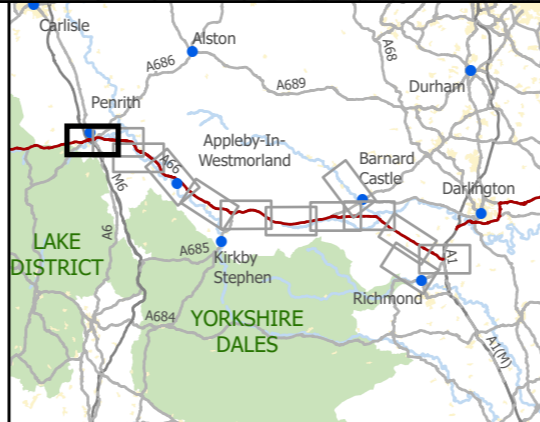 Carlisle
Alston
A686
A68
A689
Durham
Penrith
Appleby-In-
Westmorland
Barnard
Castle
A66
Darlington
M6
A6
LAKE
DISTRICT
A685
Kirkby
Stephen
A1
Richmond
A684
YORKSHIRE
DALES
A1(M)